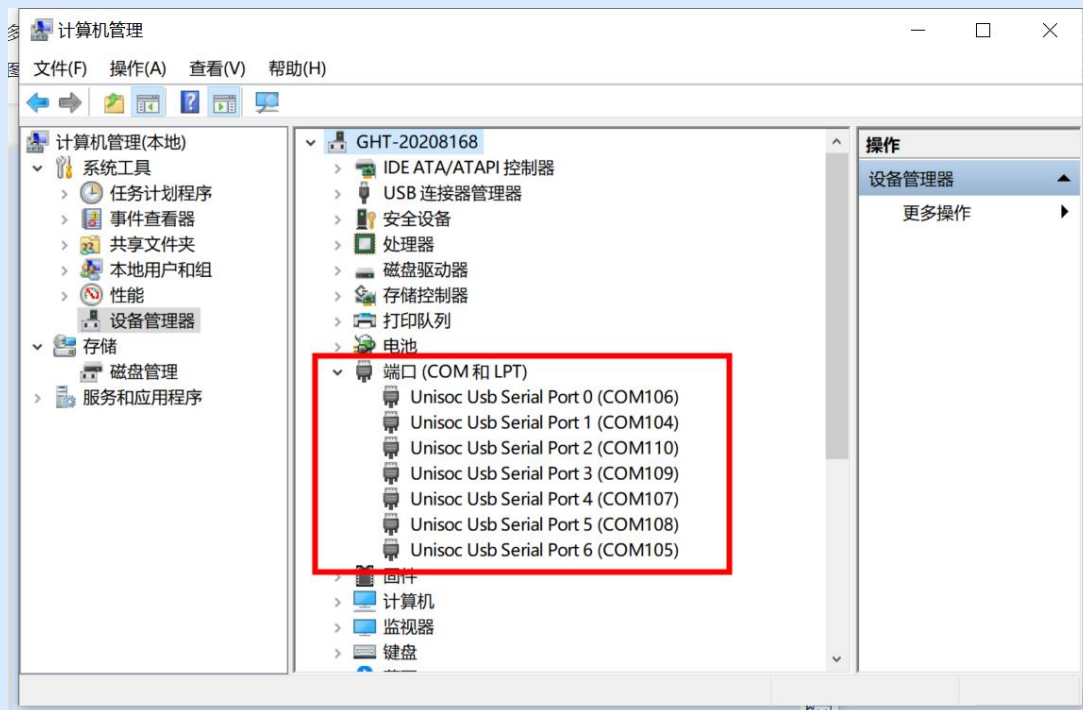 计算机管理
文件(F) 操作(A) 查看(V) 帮助(H)
计算机管理(本地)
系统工具
任务计划程序
事件查看器
共享文件夹
本地用户和组
性能
设备管理器
存储
磁盘管理
服务和应用程序
GHT-20208168
IDE ATA/ATAPI 控制器
USB 连接器管理器
安全设备
处理器
磁盘驱动器
存储控制器
打印队列
电池
端口 (COM 和 LPT)
Unisoc Usb Serial Port 0 (COM106)
Unisoc Usb Serial Port 1 (COM104)
Unisoc Usb Serial Port 2 (COM110)
Unisoc Usb Serial Port 3 (COM109)
Unisoc Usb Serial Port 4 (COM107)
Unisoc Usb Serial Port 5 (COM108)
Unisoc Usb Serial Port 6 (COM105)
固件
计算机
监视器
键盘
操作
设备管理器
更多操作